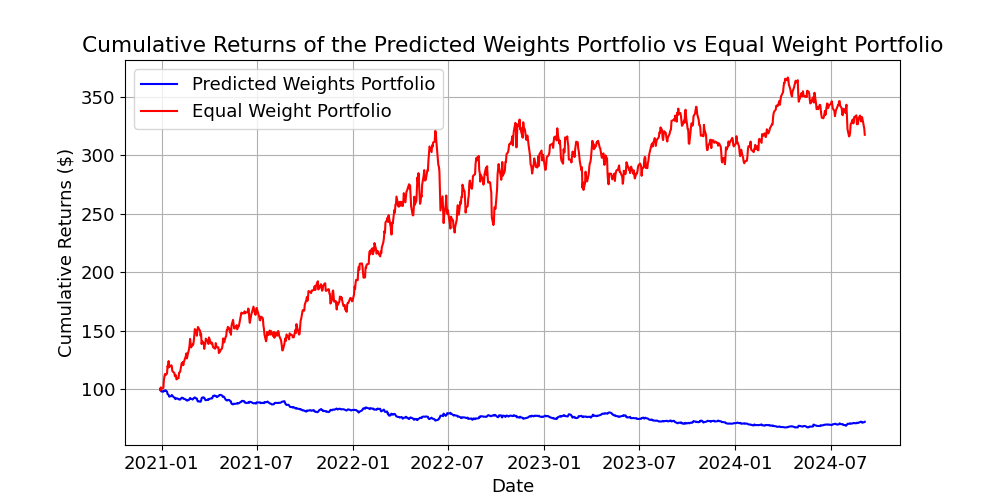 Cumulative Returns of the Predicted Weights Portfolio vs Equal Weight Portfolio
Predicted Weights Portfolio
Equal Weight Portfolio
Cumulative Returns ($)
350
300
250
200
150
100
2021-01 2021-07 2022-01 2022-07 2023-01 2023-07 2024-01 2024-07
Date